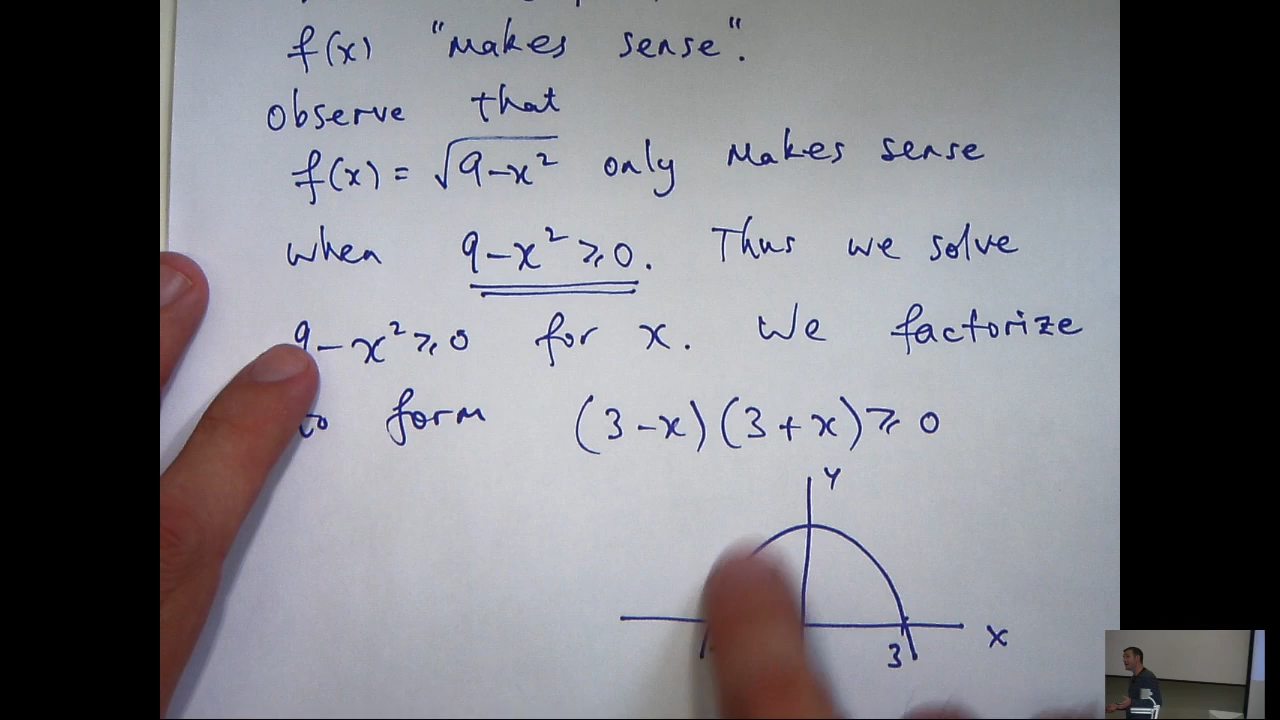 f(x) "makes sense".
observe that
f(x) = √(9-x²) only makes sense
when 9-x² ⩾ 0. Thus we solve
9-x² ⩾ 0 for x. We factorize
to form (3-x)(3+x) ⩾ 0
y
x
3